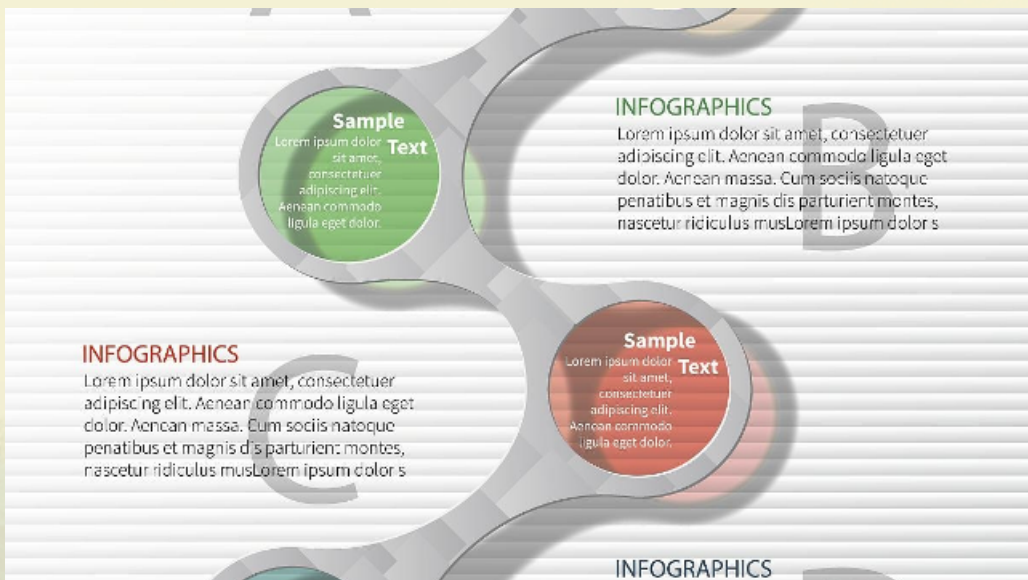 A
Sample
Text
Lorem ipsum dolor
sit amet,
consectetuer
adipiscing elit.
Aenean commodo
ligula eget dolor.
B
INFOGRAPHICS
Lorem ipsum dolor sit amet, consectetuer
adipiscing elit. Aenean commodo ligula eget
dolor. Aenean massa. Cum sociis natoque
penatibus et magnis dis parturient montes,
nascetur ridiculus musLorem ipsum dolor s
C
INFOGRAPHICS
Lorem ipsum dolor sit amet, consectetuer
adipiscing elit. Aenean commodo ligula eget
dolor. Aenean massa. Cum sociis natoque
penatibus et magnis dis parturient montes,
nascetur ridiculus musLorem ipsum dolor s
Sample
Text
Lorem ipsum dolor
sit amet,
consectetuer
adipiscing elit.
Aenean commodo
ligula eget dolor.
INFOGRAPHICS